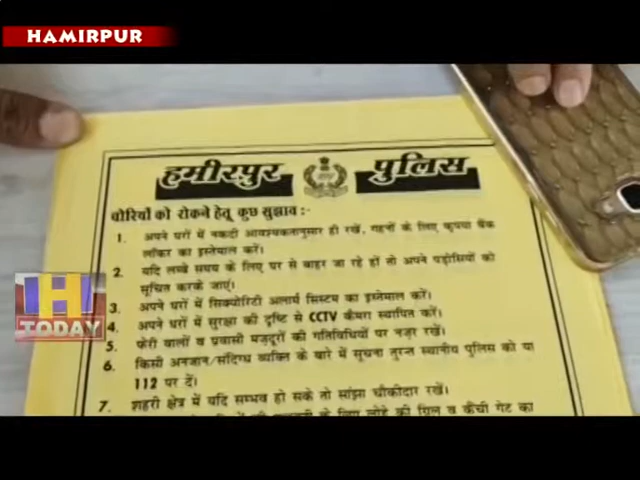 HAMIRPUR
हमीरपुर पुलिस
चोरियों को रोकने हेतू कुछ सुझाव :-
1. अपने घरों में नकदी आवश्यकतानुसार ही रखें, गहनों के लिए कृपया बैंक
लॉकर का इस्तेमाल करें।
2. यदि लम्बे समय के लिए घर से बाहर जा रहे हों तो अपने पड़ोसियों को
सूचित करके जाएं।
3. अपने घरों में सिक्योरिटी अलार्म सिस्टम का इस्तेमाल करें।
4. अपने घरों में सुरक्षा की दृष्टि से CCTV कैमरा स्थापित करें।
5. फेरी वालों व प्रवासी मजदूरों की गतिविधियों पर नज़र रखें।
6. किसी अनजान/संदिग्ध व्यक्ति के बारे में सूचना तुरन्त स्थानीय पुलिस को या
112 पर दें।
7. शहरी क्षेत्र में यदि सम्भव हो सके तो सांझा चौकीदार रखें।
के लिए लोहे की ग्रिल व कैंची गेट का
H
TODAY